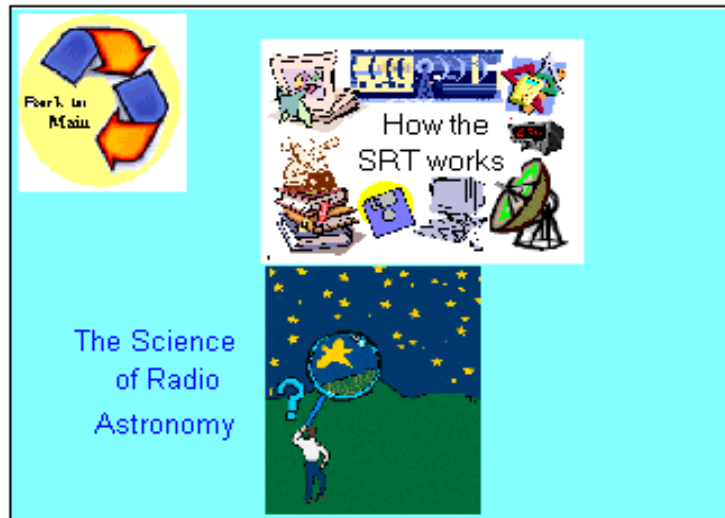 Back to
Main
How the
SRT works
The Science
of Radio
Astronomy
?